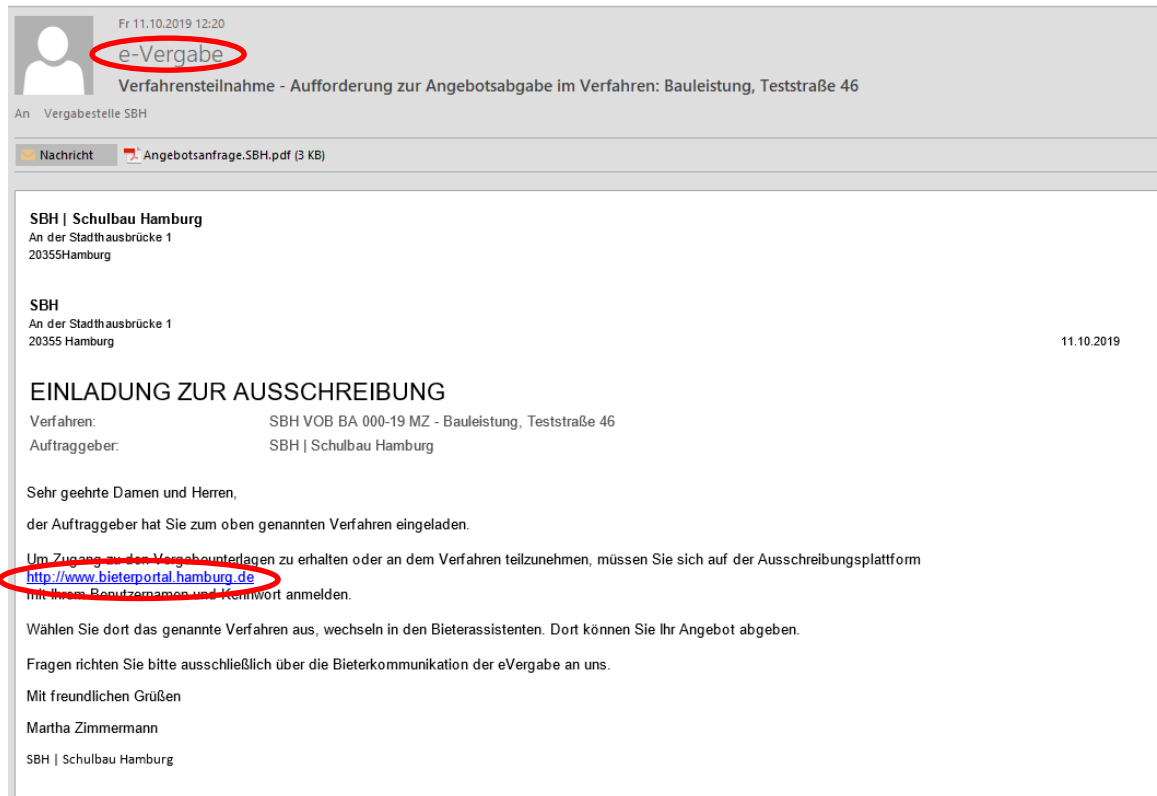 Fr 11.10.2019 12:20
e-Vergabe
Verfahrensteilnahme - Aufforderung zur Angebotsabgabe im Verfahren: Bauleistung, Teststraße 46
An Vergabestelle SBH
Nachricht Angebotsanfrage.SBH.pdf (3 KB)
SBH | Schulbau Hamburg
An der Stadthausbrücke 1
20355Hamburg
SBH
An der Stadthausbrücke 1
20355 Hamburg 11.10.2019
EINLADUNG ZUR AUSSCHREIBUNG
Verfahren: SBH VOB BA 000-19 MZ - Bauleistung, Teststraße 46
Auftraggeber: SBH | Schulbau Hamburg
Sehr geehrte Damen und Herren,
der Auftraggeber hat Sie zum oben genannten Verfahren eingeladen.
Um Zugang zu den Vergabeunterlagen zu erhalten oder an dem Verfahren teilzunehmen, müssen Sie sich auf der Ausschreibungsplattform
http://www.bieterportal.hamburg.de
mit Ihrem Benutzernamen und Kennwort anmelden.
Wählen Sie dort das genannte Verfahren aus, wechseln in den Bieterassistenten. Dort können Sie Ihr Angebot abgeben.
Fragen richten Sie bitte ausschließlich über die Bieterkommunikation der eVergabe an uns.
Mit freundlichen Grüßen
Martha Zimmermann
SBH | Schulbau Hamburg